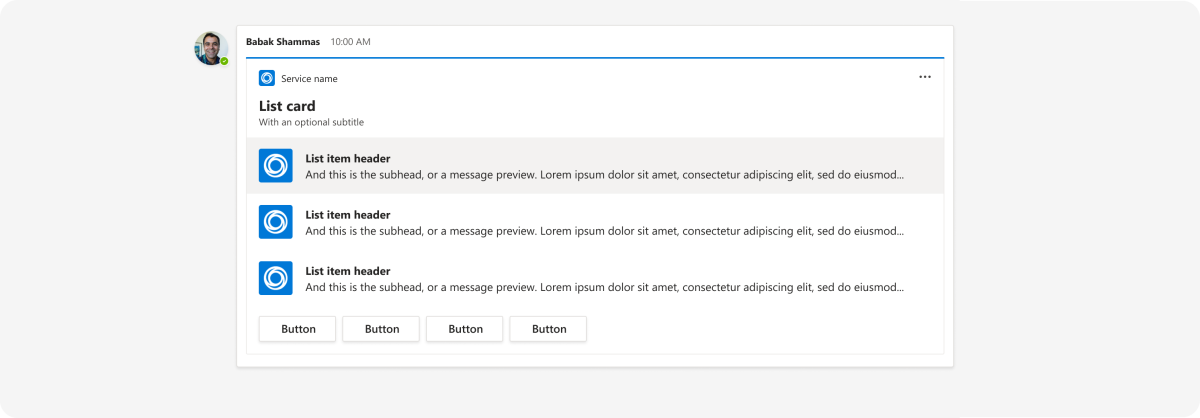 Babak Shammas 10:00 AM
Service name
List card
With an optional subtitle
List item header
And this is the subhead, or a message preview. Lorem ipsum dolor sit amet, consectetur adipiscing elit, sed do eiusmod...
List item header
And this is the subhead, or a message preview. Lorem ipsum dolor sit amet, consectetur adipiscing elit, sed do eiusmod...
List item header
And this is the subhead, or a message preview. Lorem ipsum dolor sit amet, consectetur adipiscing elit, sed do eiusmod...
Button Button Button Button